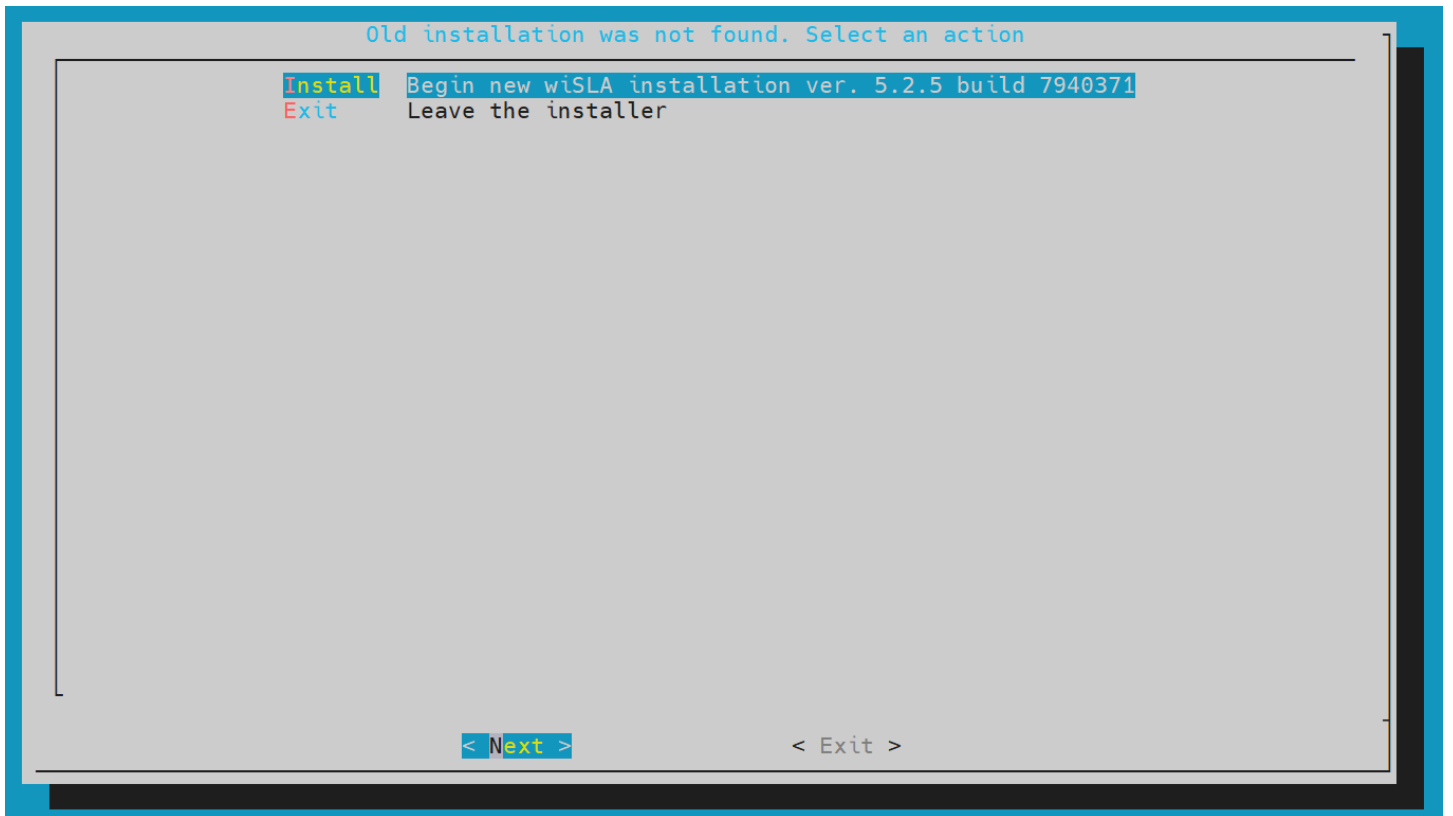 Old installation was not found. Select an action
Install Begin new wiSLA installation ver. 5.2.5 build 7940371
Exit Leave the installer
< Next > < Exit >